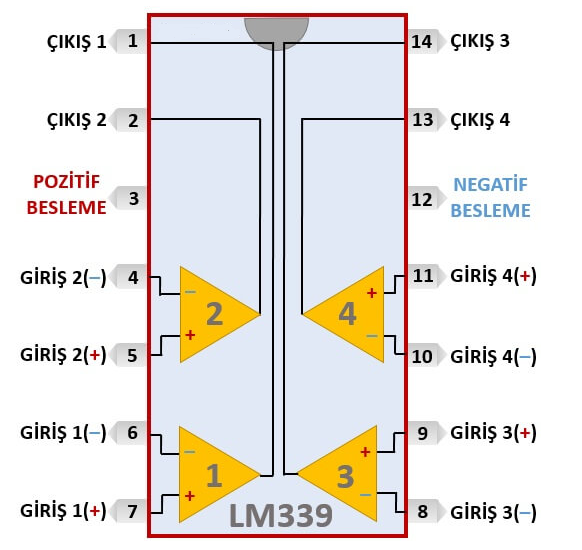 ÇIKIŞ 1 1
14 ÇIKIŞ 3
ÇIKIŞ 2 2
13 ÇIKIŞ 4
POZİTİF
BESLEME
3
12
NEGATİF
BESLEME
GİRİŞ 2(–) 4
11 GİRİŞ 4(+)
– 2 +
+ 4 –
GİRİŞ 2(+) 5
10 GİRİŞ 4(–)
GİRİŞ 1(–) 6
9 GİRİŞ 3(+)
– 1 +
+ 3 –
GİRİŞ 1(+) 7
8 GİRİŞ 3(–)
LM339